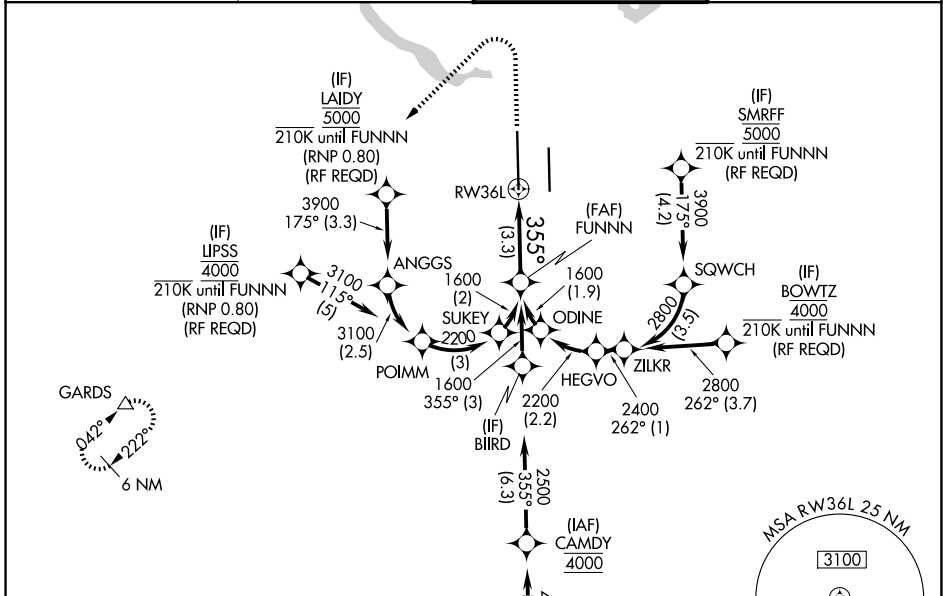 (IF)
LAIDY
5000
210K until FUNNN
(RNP 0.80)
(RF REQD)
(IF)
SMRFF
5000
210K until FUNNN
(RF REQD)
RW36L
3900
175° (3.3)
355°
(3.3)
(FAF)
FUNNN
3900
175°
(4.2)
(IF)
LIPSS
4000
210K until FUNNN
(RNP 0.80)
(RF REQD)
3100
115°
(5)
ANGGS
1600
(2)
1600
(1.9)
SQWCH
(IF)
BOWTZ
4000
210K until FUNNN
(RF REQD)
3100
(2.5)
SUKEY
ODINE
2800
(3.5)
2200
(3)
POIMM
ZILKR
HEGVO
1600
355° (3)
2200
(2.2)
2400
262° (1)
2800
262° (3.7)
(IF)
BIIRD
GARDS
042°
222°
6 NM
2500
355°
(6.3)
(IAF)
CAMDY
4000
MSA RW36L 25 NM
3100